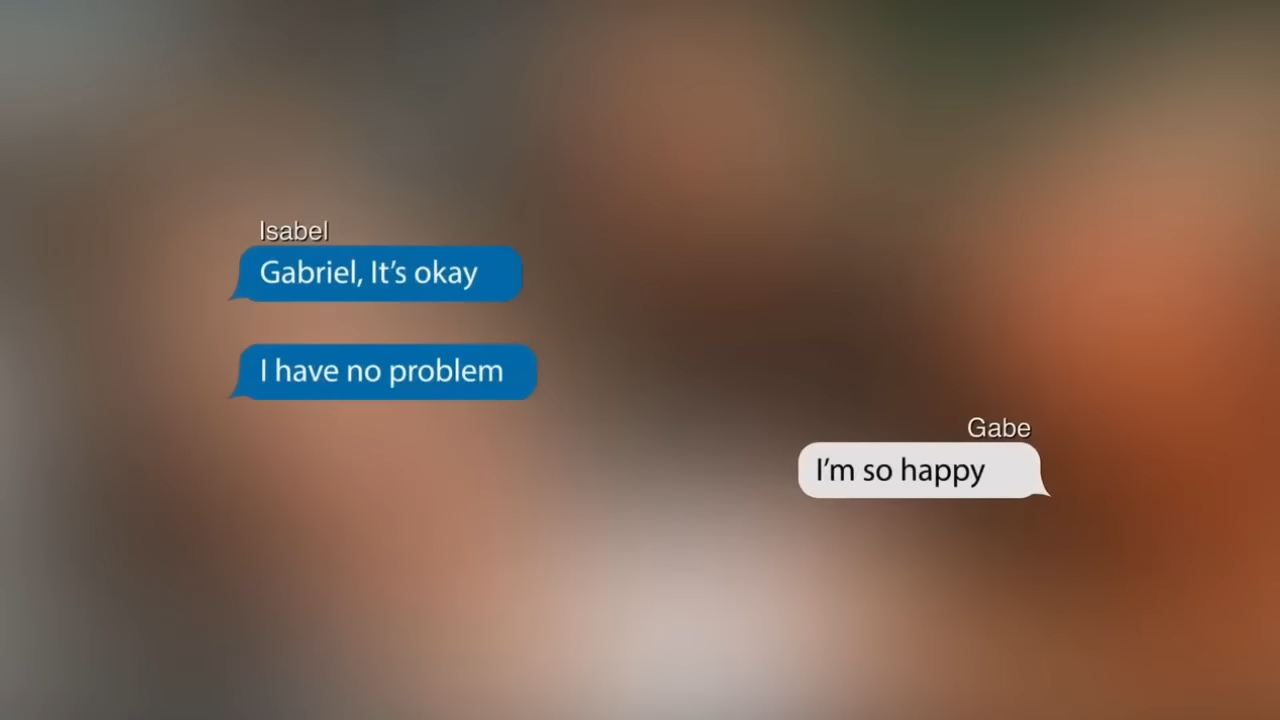 Isabel
Gabriel, It’s okay
I have no problem
Gabe
I’m so happy